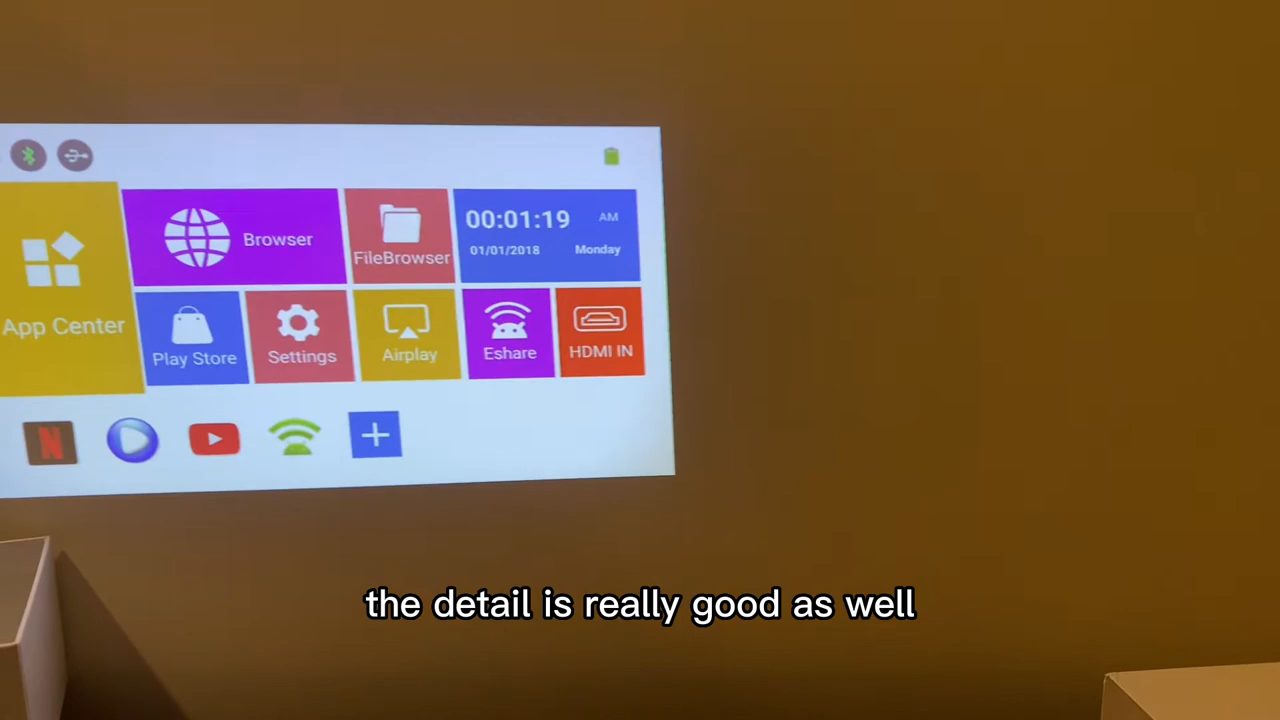 00:01:19 AM
Browser
FileBrowser
01/01/2018 Monday
App Center
Play Store
Settings
Airplay
Eshare
HDMI IN
N
the detail is really good as well